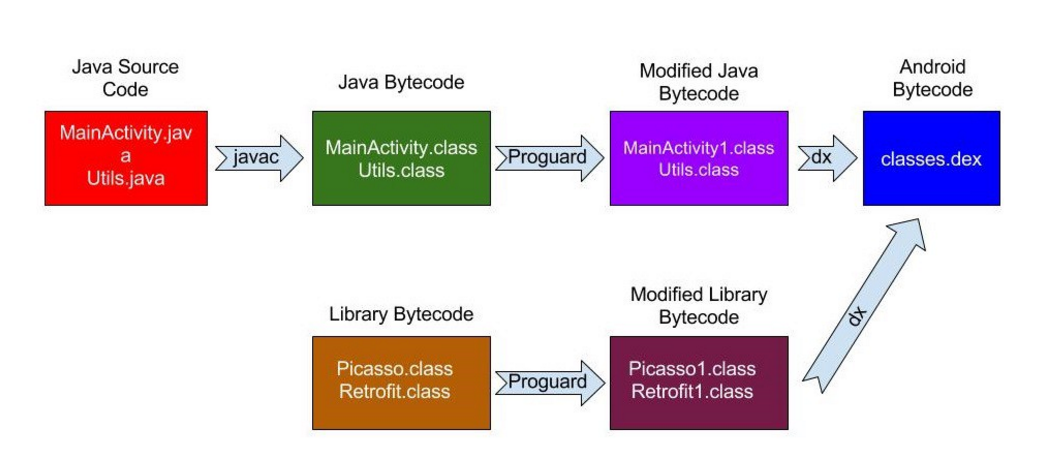 Java Source
Code
MainActivity.jav
a
Utils.java
javac
Java Bytecode
MainActivity.class
Utils.class
Proguard
Modified Java
Bytecode
MainActivity1.class
Utils.class
dx
Android
Bytecode
classes.dex
Library Bytecode
Picasso.class
Retrofit.class
Proguard
Modified Library
Bytecode
Picasso1.class
Retrofit1.class
dx